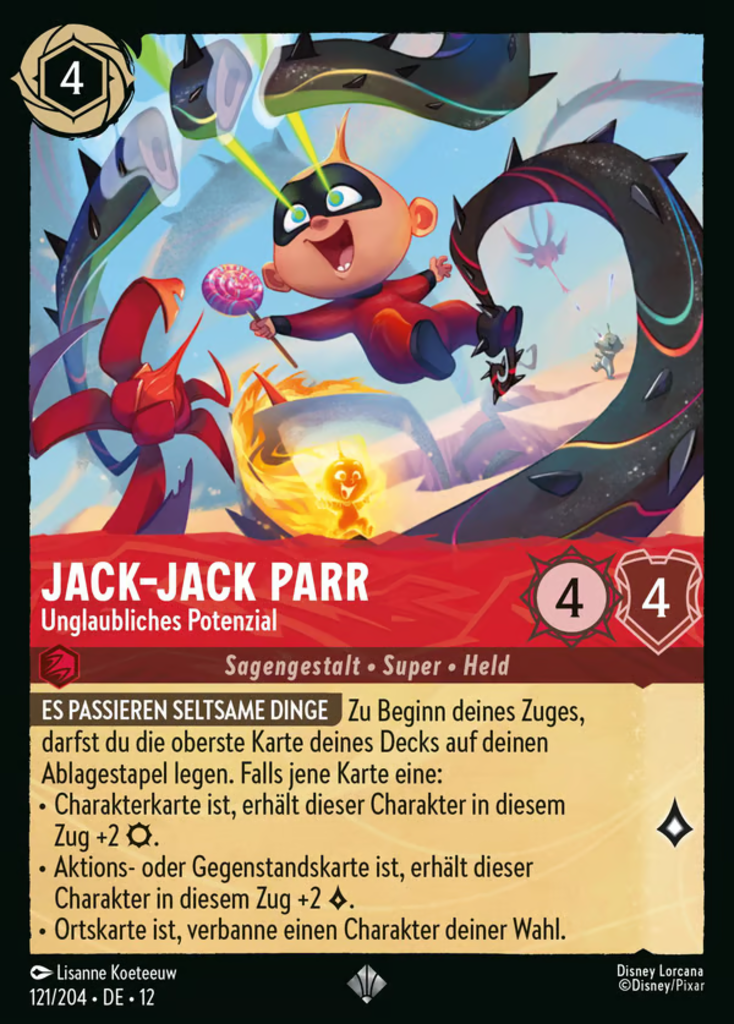 4
JACK-JACK PARR
Unglaubliches Potenzial
4
4
Sagengestalt • Super • Held
ES PASSIEREN SELTSAME DINGE Zu Beginn deines Zuges,
darfst du die oberste Karte deines Decks auf deinen
Ablagestapel legen. Falls jene Karte eine:
• Charakterkarte ist, erhält dieser Charakter in diesem
Zug +2 .
• Aktions- oder Gegenstandskarte ist, erhält dieser
Charakter in diesem Zug +2 .
• Ortskarte ist, verbanne einen Charakter deiner Wahl.
Lisanne Koeteeuw
121/204 • DE • 12
Disney Lorcana
©Disney/Pixar